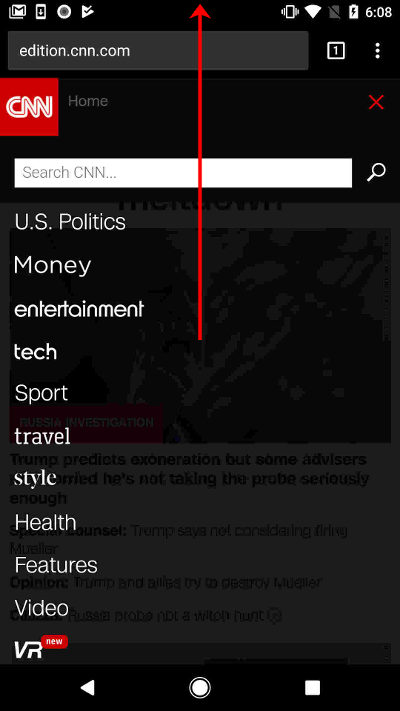 6:08
edition.cnn.com
1
CNN
Home
Search CNN...
meltdown
U.S. Politics
Money
entertainment
tech
Sport
RUSSIA INVESTIGATION
travel
Trump predicts exoneration but some advisers
worried he's not taking the probe seriously
enough
style
Special counsel: Trump says not considering firing
Mueller
Health
Features
Opinion: Trump and allies try to destroy Mueller
Video
Russia probe not a witch hunt
VR new